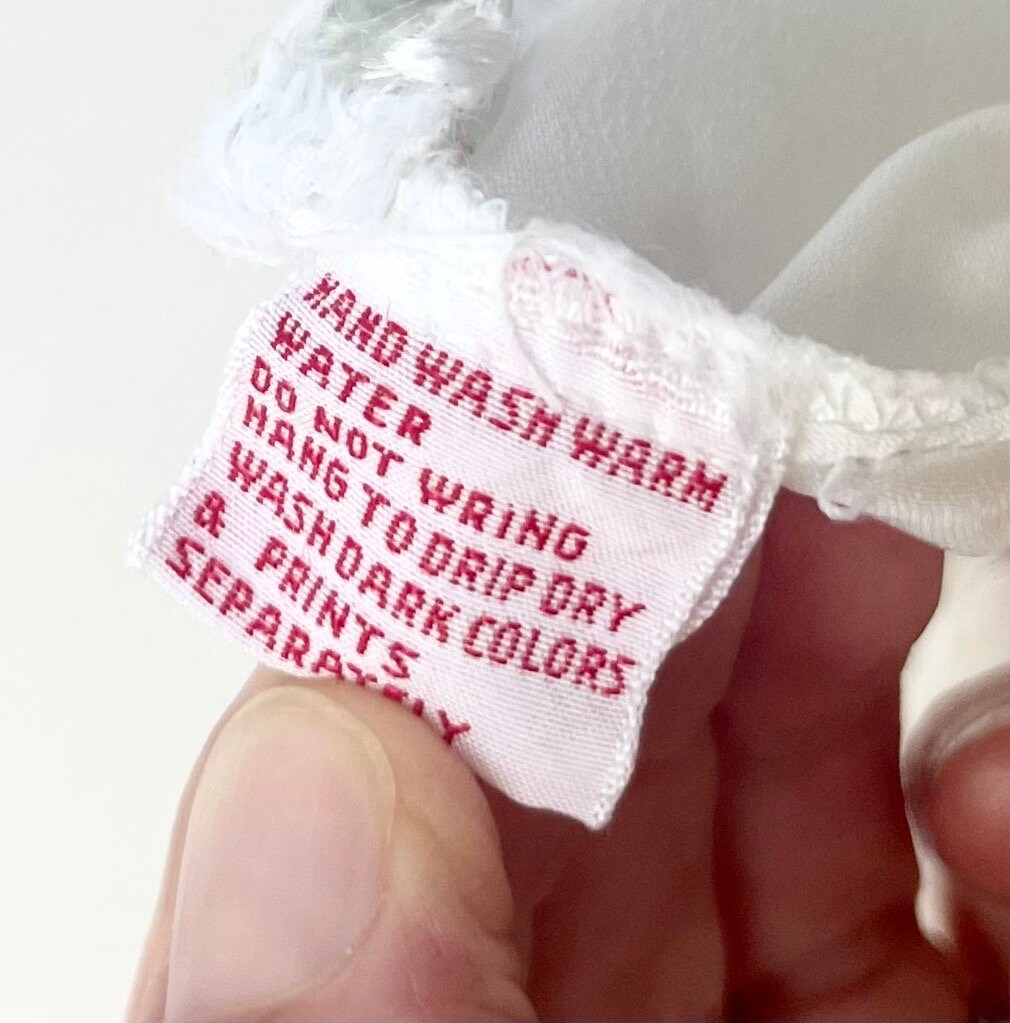 HAND WASH WARM
WATER
DO NOT WRING
HANG TO DRIP DRY
WASH DARK COLORS
& PRINTS
SEPARATELY